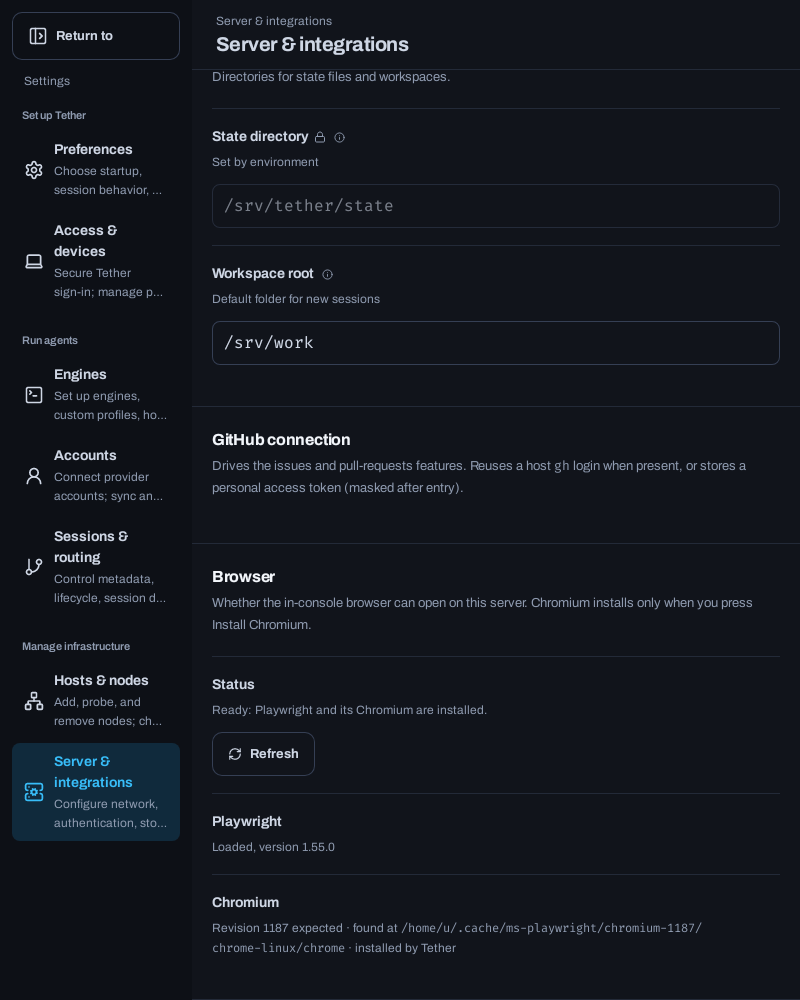 Return to
Settings
Set up Tether
Preferences
Choose startup,
session behavior, ...
Access &
devices
Secure Tether
sign-in; manage p...
Run agents
Engines
Set up engines,
custom profiles, ho...
Accounts
Connect provider
accounts; sync an...
Sessions &
routing
Control metadata,
lifecycle, session d...
Manage infrastructure
Hosts & nodes
Add, probe, and
remove nodes; ch...
Server &
integrations
Configure network,
authentication, sto...
Server & integrations
Server & integrations
Directories for state files and workspaces.
State directory
Set by environment
/srv/tether/state
Workspace root
Default folder for new sessions
/srv/work
GitHub connection
Drives the issues and pull-requests features. Reuses a host gh login when present, or stores a
personal access token (masked after entry).
Browser
Whether the in-console browser can open on this server. Chromium installs only when you press
Install Chromium.
Status
Ready: Playwright and its Chromium are installed.
Refresh
Playwright
Loaded, version 1.55.0
Chromium
Revision 1187 expected · found at /home/u/.cache/ms-playwright/chromium-1187/
chrome-linux/chrome · installed by Tether